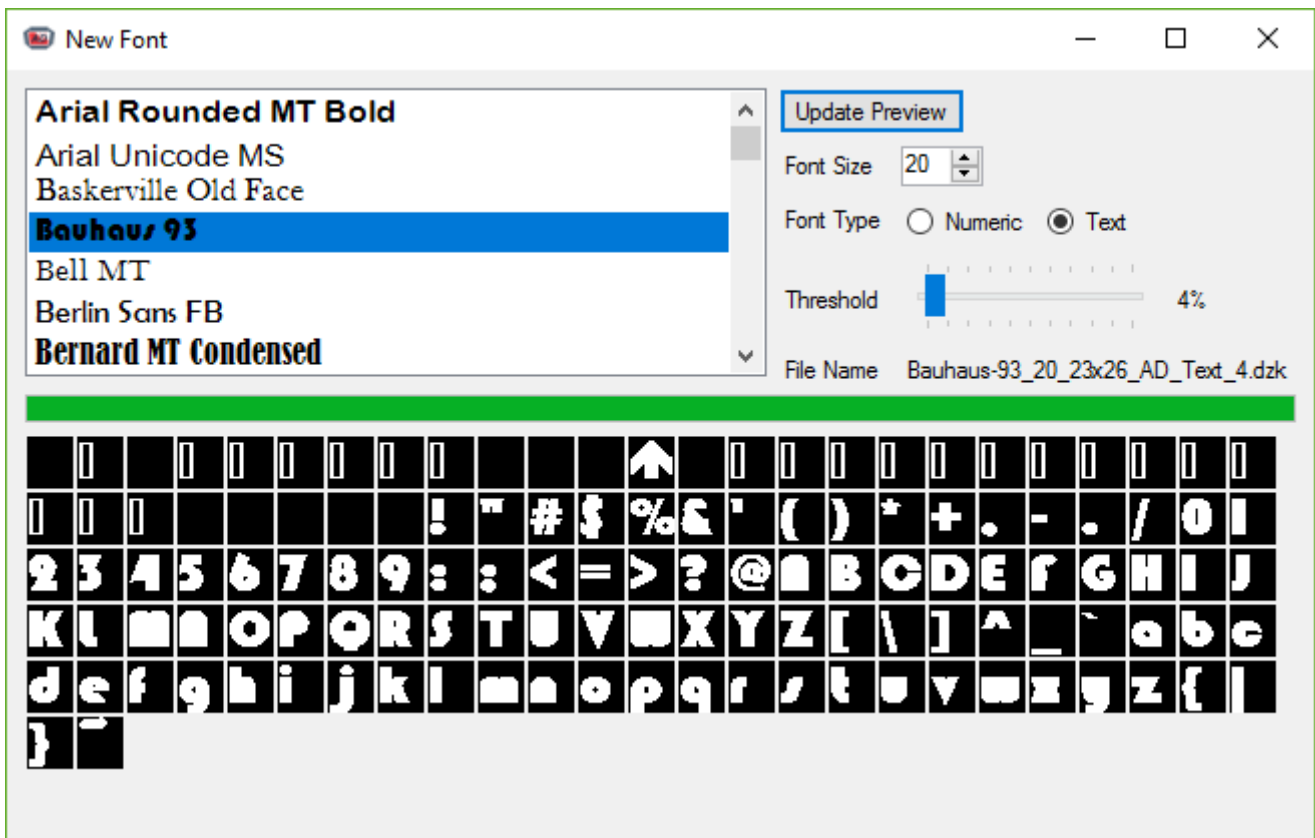 New Font
Arial Rounded MT Bold
Arial Unicode MS
Baskerville Old Face
Bauhaus 93
Bell MT
Berlin Sans FB
Bernard MT Condensed
Update Preview
Font Size 20
Font Type Numeric Text
Threshold 4%
File Name Bauhaus-93_20_23x26_AD_Text_4.dzk
! " # $ % & ' ( ) * + , - . / 0 1
2 3 4 5 6 7 8 9 : ; < = > ? @ A B C D E F G H I J
K L M N O P Q R S T U V W X Y Z [ \ ] ^ _ ` a b c
d e f g h i j k l m n o p q r s t u v w x y z { |
} ~